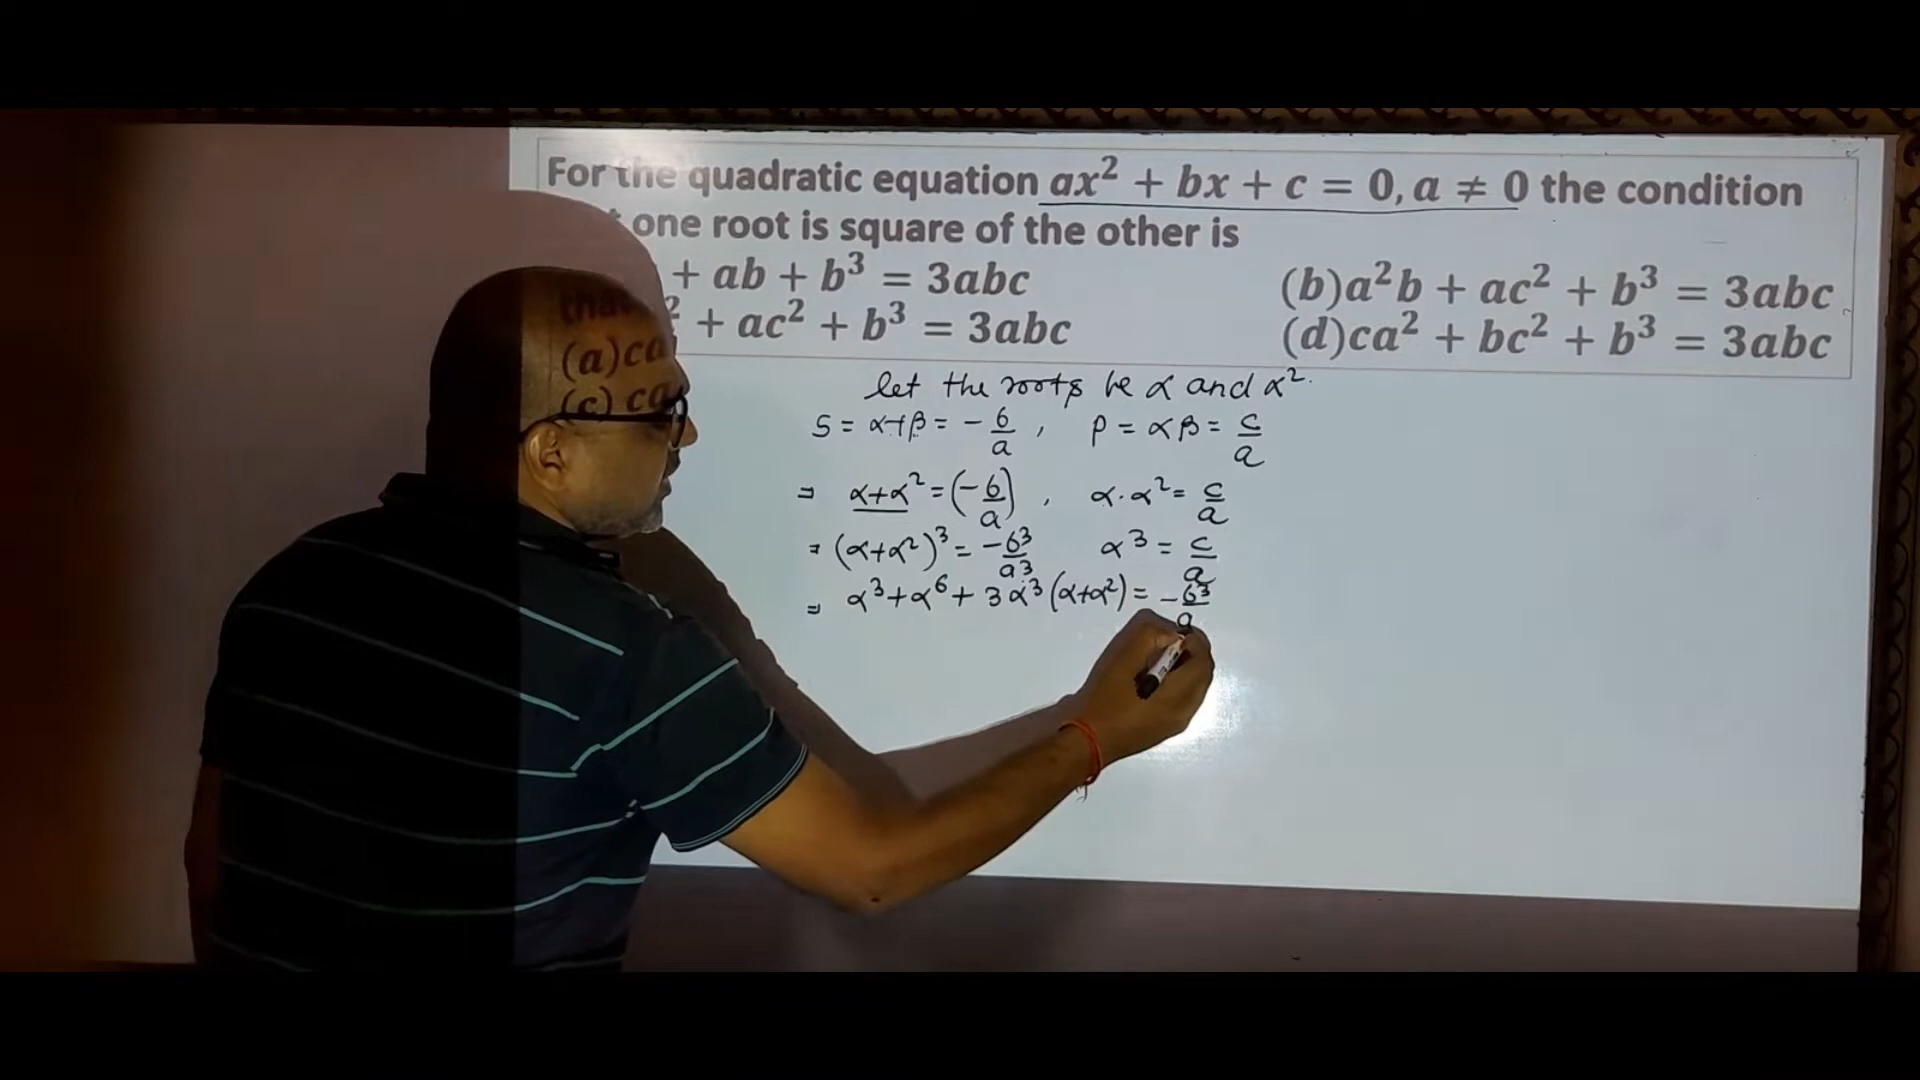 For the quadratic equation ax² + bx + c = 0, a ≠ 0 the condition
one root is square of the other is
(a)ca + ab + b³ = 3abc
(b)a²b + ac² + b³ = 3abc
(c) ca² + ac² + b³ = 3abc
(d)ca² + bc² + b³ = 3abc
let the roots be α and α².
S = α+β = -b/a , P = αβ = c/a
⇒ α+α² = (-b/a) , α·α² = c/a
⇒ (α+α²)³ = -b³/a³ α³ = c/a
⇒ α³+α⁶+ 3α³(α+α²) = -b³/a